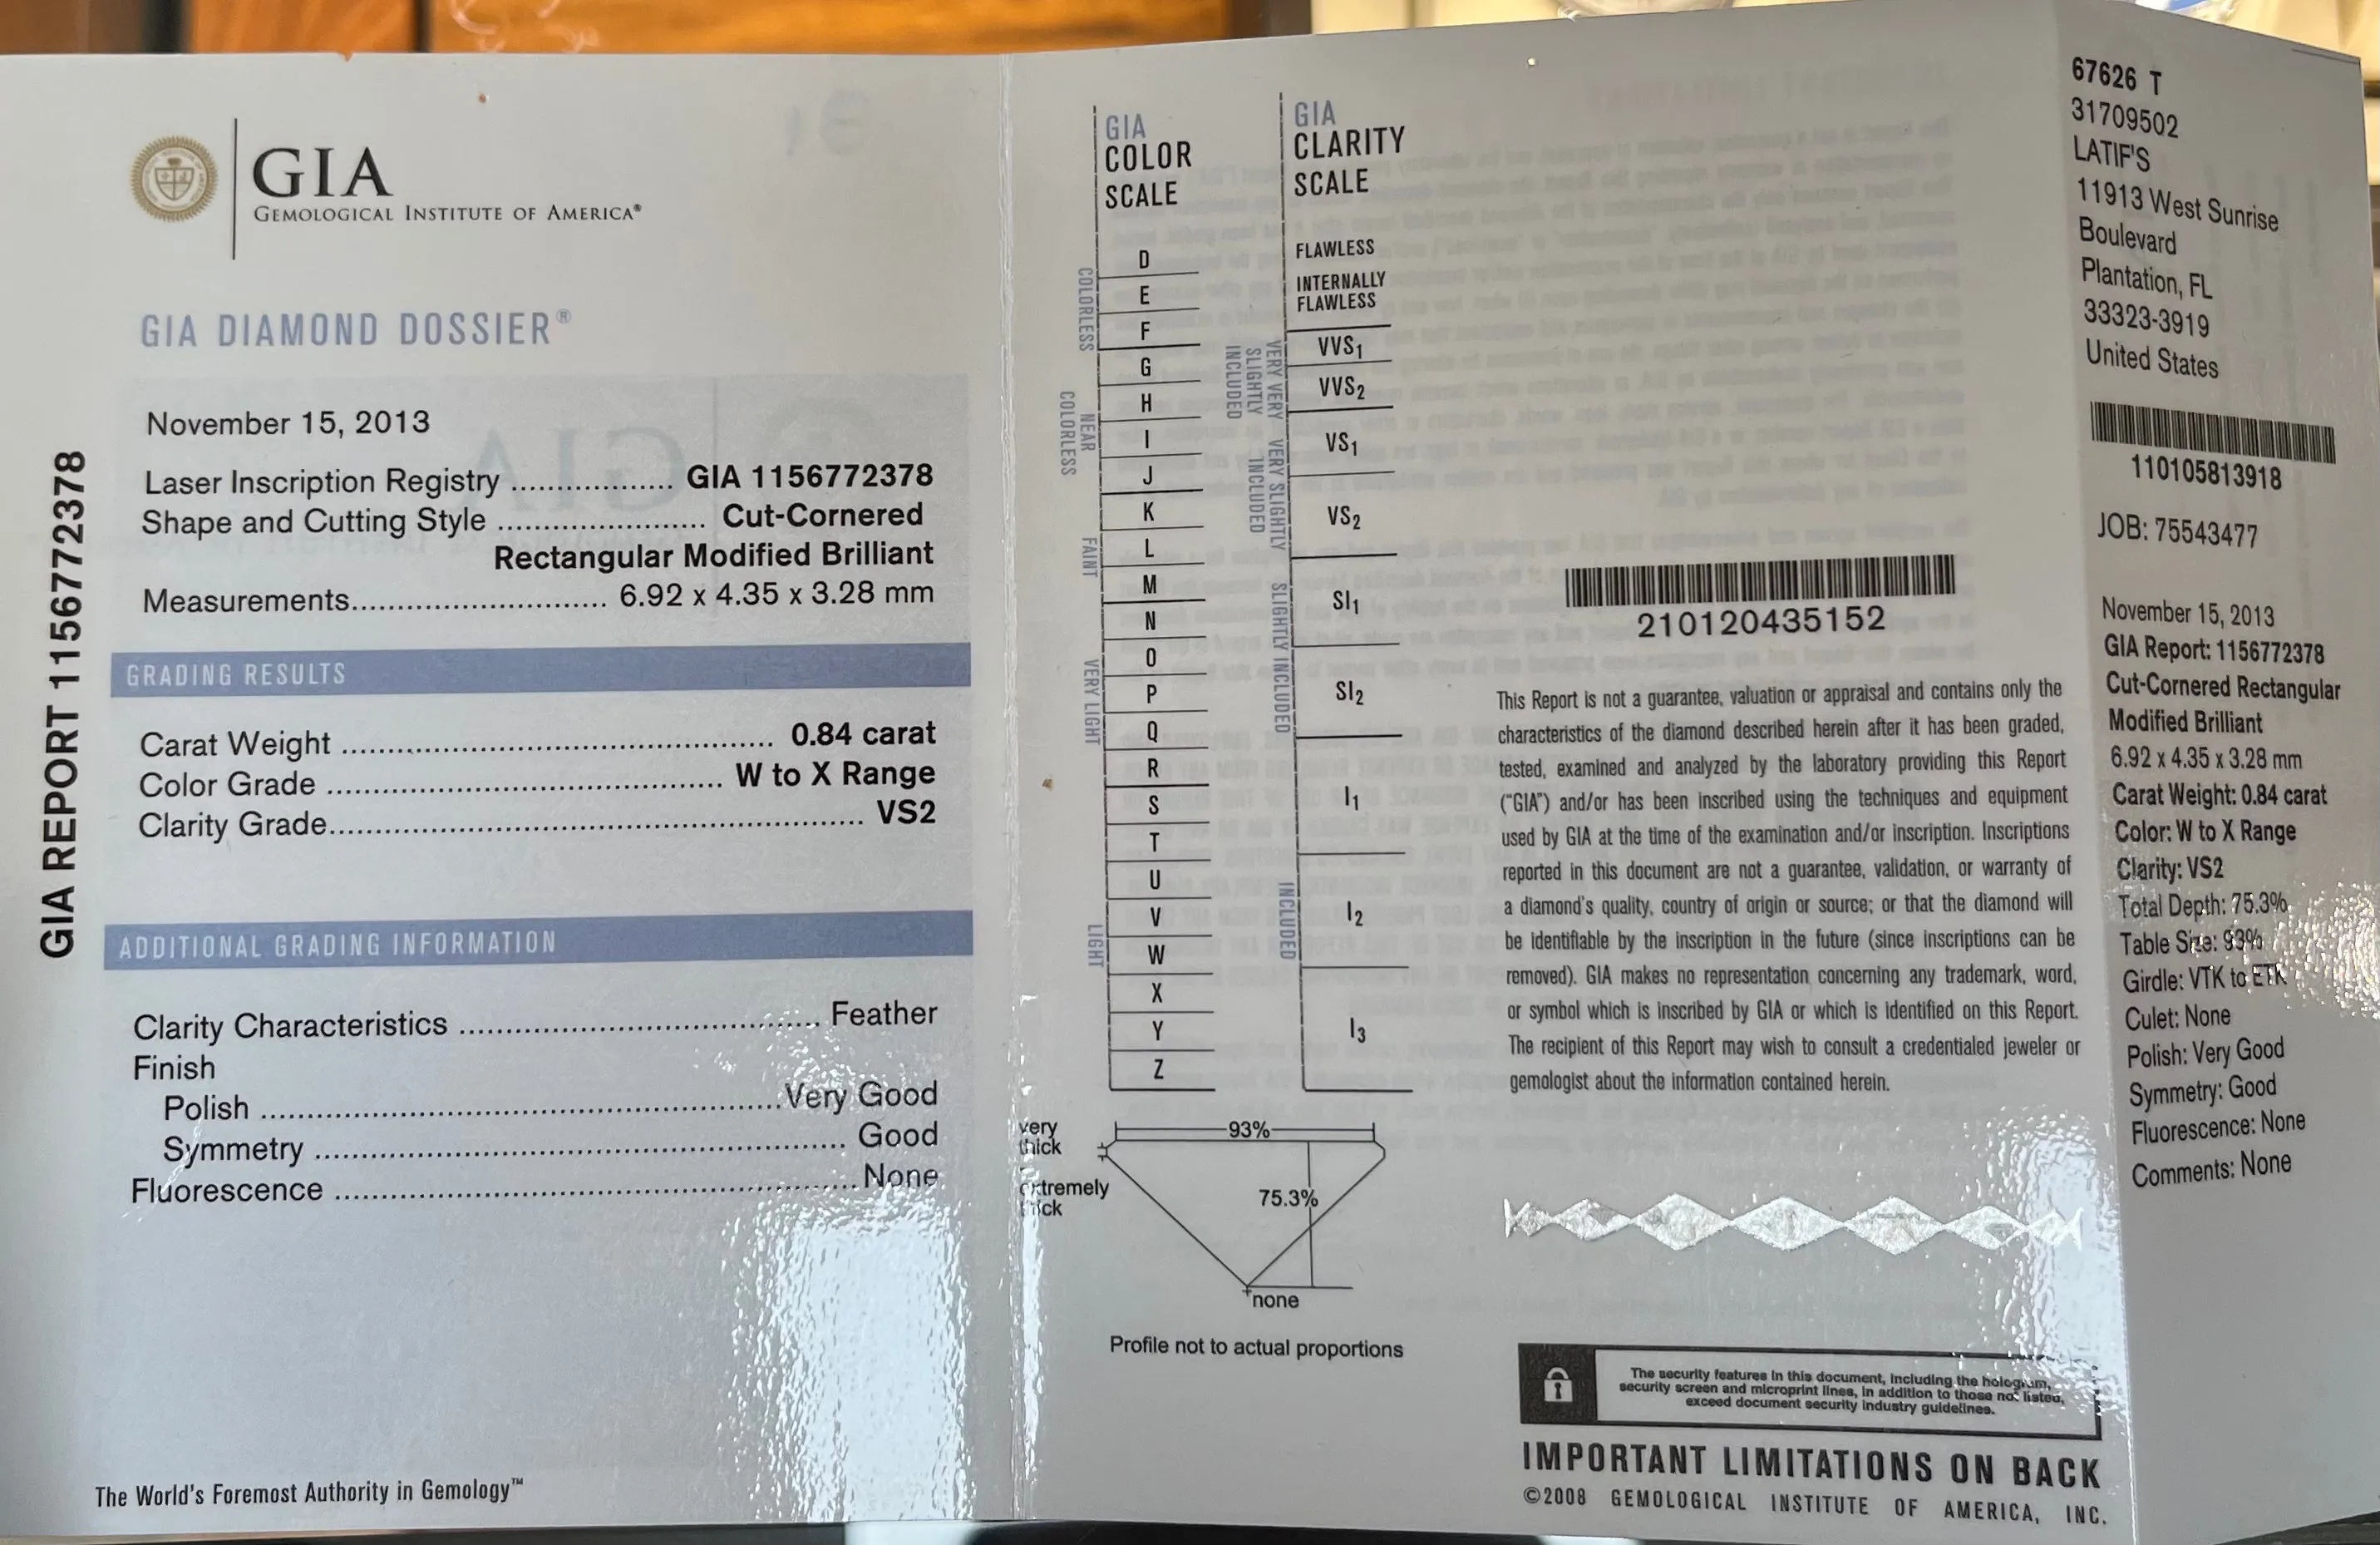 GIA REPORT 1156772378
GIA
GEMOLOGICAL INSTITUTE OF AMERICA®
GIA DIAMOND DOSSIER®
November 15, 2013
Laser Inscription Registry .................. GIA 1156772378
Shape and Cutting Style ....................... Cut-Cornered
Rectangular Modified Brilliant
Measurements............................ 6.92 x 4.35 x 3.28 mm
GRADING RESULTS
Carat Weight ................................................ 0.84 carat
Color Grade ............................................ W to X Range
Clarity Grade............................................................ VS2
ADDITIONAL GRADING INFORMATION
Clarity Characteristics ........................................ Feather
Finish
Polish ..........................................................Very Good
Symmetry ........................................................... Good
Fluorescence ........................................................... None
The World's Foremost Authority in Gemology™
GIA
COLOR
SCALE
COLORLESS
D
E
F
NEAR
COLORLESS
G
H
I
J
FAINT
K
L
M
VERY LIGHT
N
O
P
Q
R
LIGHT
S
T
U
V
W
X
Y
Z
GIA
CLARITY
SCALE
FLAWLESS
INTERNALLY
FLAWLESS
VERY VERY
SLIGHTLY
INCLUDED
VVS1
VVS2
VERY SLIGHTLY
INCLUDED
VS1
VS2
SLIGHTLY INCLUDED
SI1
SI2
INCLUDED
I1
I2
I3
very
thick
93%
75.3%
none
Profile not to actual proportions
210120435152
This Report is not a guarantee, valuation or appraisal and contains only the
characteristics of the diamond described herein after it has been graded,
tested, examined and analyzed by the laboratory providing this Report
("GIA") and/or has been inscribed using the techniques and equipment
used by GIA at the time of the examination and/or inscription. Inscriptions
reported in this document are not a guarantee, validation, or warranty of
a diamond's quality, country of origin or source; or that the diamond will
be identifiable by the inscription in the future (since inscriptions can be
removed). GIA makes no representation concerning any trademark, word,
or symbol which is inscribed by GIA or which is identified on this Report.
The recipient of this Report may wish to consult a credentialed jeweler or
gemologist about the information contained herein.
The security features in this document, including the hologram,
security screen and microprint lines, in addition to those not listed,
exceed document security industry guidelines.
IMPORTANT LIMITATIONS ON BACK
©2008 GEMOLOGICAL INSTITUTE OF AMERICA, INC.
67626 T
31709502
LATIF'S
11913 West Sunrise
Boulevard
Plantation, FL
33323-3919
United States
110105813918
JOB: 75543477
November 15, 2013
GIA Report: 1156772378
Cut-Cornered Rectangular
Modified Brilliant
6.92 x 4.35 x 3.28 mm
Carat Weight: 0.84 carat
Color: W to X Range
Clarity: VS2
Total Depth: 75.3%
Table Size: 93%
Girdle: VTK to ETK
Culet: None
Polish: Very Good
Symmetry: Good
Fluorescence: None
Comments: None